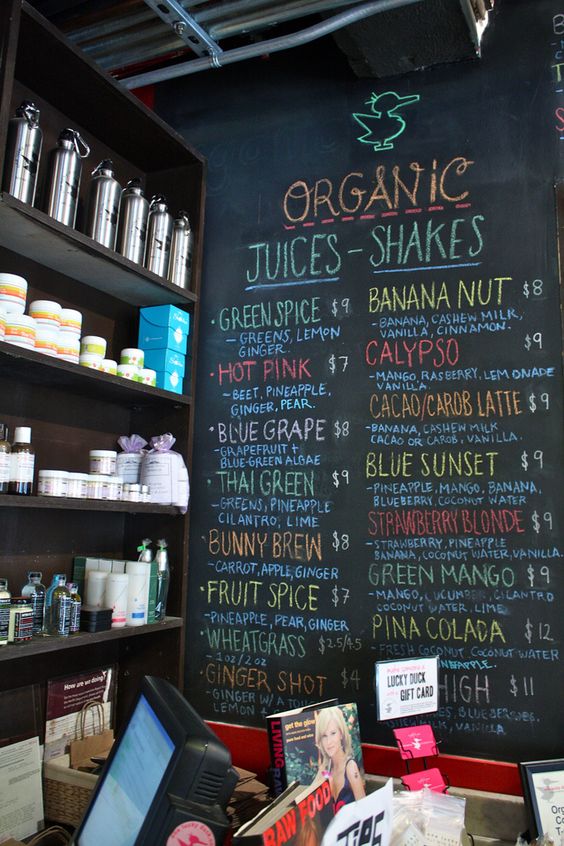 ORGANIC
JUICES - SHAKES
GREEN SPICE $9
- GREENS, LEMON
GINGER.
HOT PINK $7
- BEET, PINEAPPLE,
GINGER, PEAR.
BLUE GRAPE $8
- GRAPEFRUIT +
BLUE-GREEN ALGAE
THAI GREEN $9
- GREENS, PINEAPPLE
CILANTRO, LIME
BUNNY BREW $8
- CARROT, APPLE, GINGER
FRUIT SPICE $7
- PINEAPPLE, PEAR, GINGER
WHEATGRASS $2.5/4.5
- 1 oz / 2 oz
GINGER SHOT $4
- GINGER W/A
LEMON
BANANA NUT $8
- BANANA, CASHEW MILK,
VANILLA, CINNAMON.
CALYPSO $9
- MANGO, RASBERRY, LEMONADE
VANILLA.
CACAO/CAROB LATTE $9
- BANANA, CASHEW MILK
CACAO OR CAROB, VANILLA.
BLUE SUNSET $9
- PINEAPPLE, MANGO, BANANA,
BLUEBERRY, COCONUT WATER
STRAWBERRY BLONDE $9
- STRAWBERRY, PINEAPPLE
BANANA, COCONUT WATER, VANILLA.
GREEN MANGO $9
- MANGO, CUCUMBER, CILANTRO
COCONUT WATER, LIME
PINA COLADA $12
- FRESH COCONUT COCONUT WATER,
PINEAPPLE.
HIGH $11
BLUEBERRIES.
VANILLA
LUCKY DUCK
GIFT CARD
How are we doing?
get the glow
LIVING
RAW FOOD
TIPS